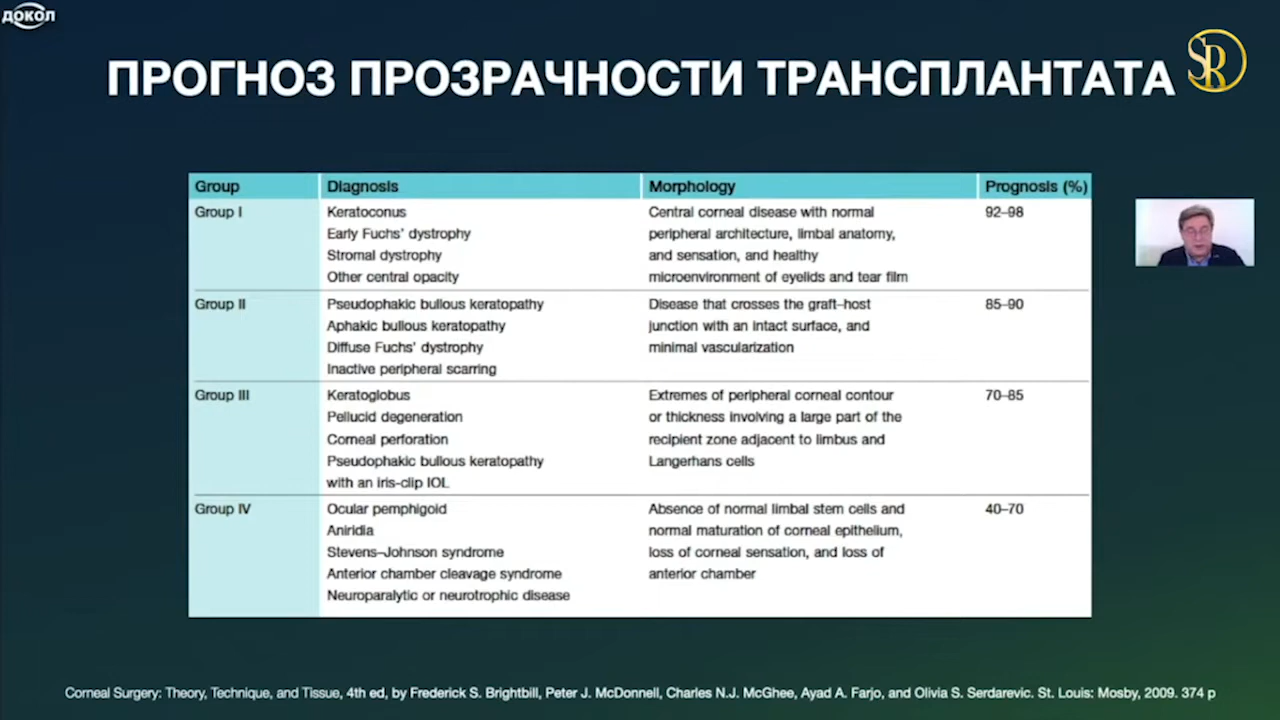 ДОКОЛ
SR
ПРОГНОЗ ПРОЗРАЧНОСТИ ТРАНСПЛАНТАТА
Group Diagnosis Morphology Prognosis (%)
Group I Keratoconus Central corneal disease with normal 92–98
Early Fuchs' dystrophy peripheral architecture, limbal anatomy,
Stromal dystrophy and sensation, and healthy
Other central opacity microenvironment of eyelids and tear film
Group II Pseudophakic bullous keratopathy Disease that crosses the graft–host 85–90
Aphakic bullous keratopathy junction with an intact surface, and
Diffuse Fuchs' dystrophy minimal vascularization
Inactive peripheral scarring
Group III Keratoglobus Extremes of peripheral corneal contour 70–85
Pellucid degeneration or thickness involving a large part of the
Corneal perforation recipient zone adjacent to limbus and
Pseudophakic bullous keratopathy Langerhans cells
with an iris-clip IOL
Group IV Ocular pemphigoid Absence of normal limbal stem cells and 40–70
Aniridia normal maturation of corneal epithelium,
Stevens–Johnson syndrome loss of corneal sensation, and loss of
Anterior chamber cleavage syndrome anterior chamber
Neuroparalytic or neurotrophic disease
Corneal Surgery: Theory, Technique, and Tissue, 4th ed, by Frederick S. Brightbill, Peter J. McDonnell, Charles N.J. McGhee, Ayad A. Farjo, and Olivia S. Serdarevic. St. Louis: Mosby, 2009. 374 p